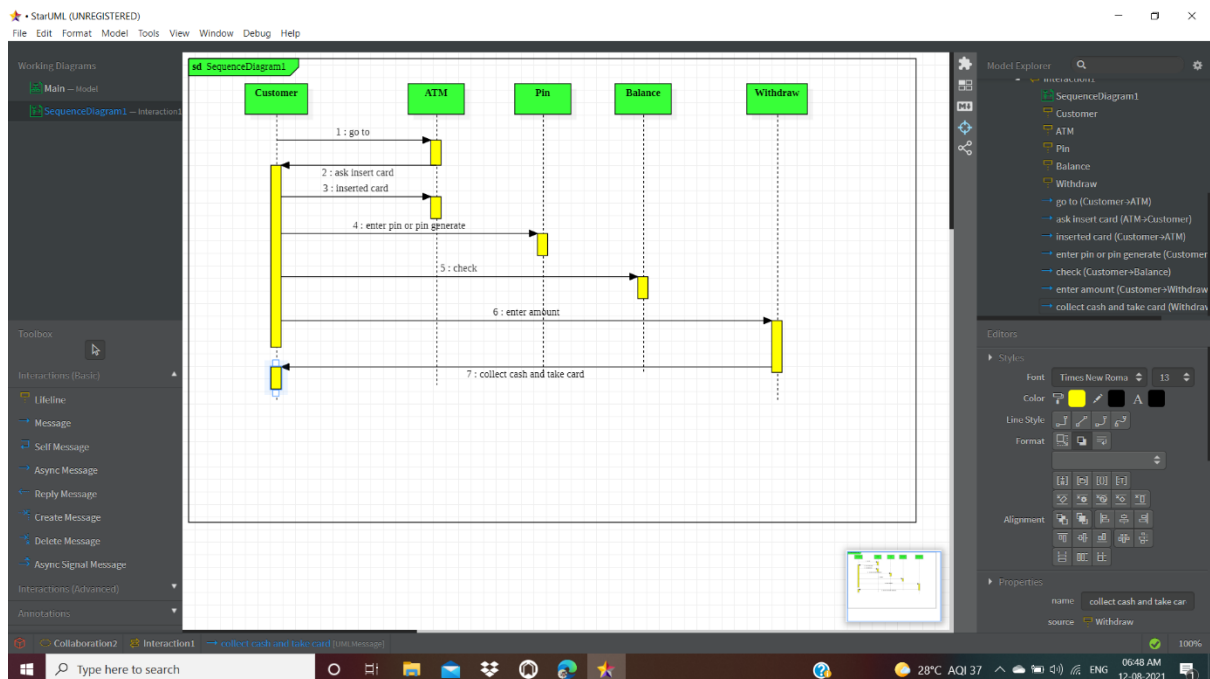 • StarUML (UNREGISTERED)
File Edit Format Model Tools View Window Debug Help
Working Diagrams
Main — Model
SequenceDiagram1 — Interaction1
Toolbox
Interactions (Basic)
Lifeline
Message
Self Message
Async Message
Reply Message
Create Message
Delete Message
Async Signal Message
Interactions (Advanced)
Annotations
sd SequenceDiagram1
Customer
ATM
Pin
Balance
Withdraw
1 : go to
2 : ask insert card
3 : inserted card
4 : enter pin or pin generate
5 : check
6 : enter amount
7 : collect cash and take card
Model Explorer
Interaction1
SequenceDiagram1
Customer
ATM
Pin
Balance
Withdraw
go to (Customer→ATM)
ask insert card (ATM→Customer)
inserted card (Customer→ATM)
enter pin or pin generate (Customer
check (Customer→Balance)
enter amount (Customer→Withdraw
collect cash and take card (Withdraw
Editors
Styles
Font Times New Roma 13
Color A
Line Style
Format
Alignment
Properties
name collect cash and take car
source Withdraw
Collaboration2 Interaction1 collect cash and take card [UMLMessage]
100%
Type here to search
28°C AQI 37 ENG 06:48 AM
12-08-2021